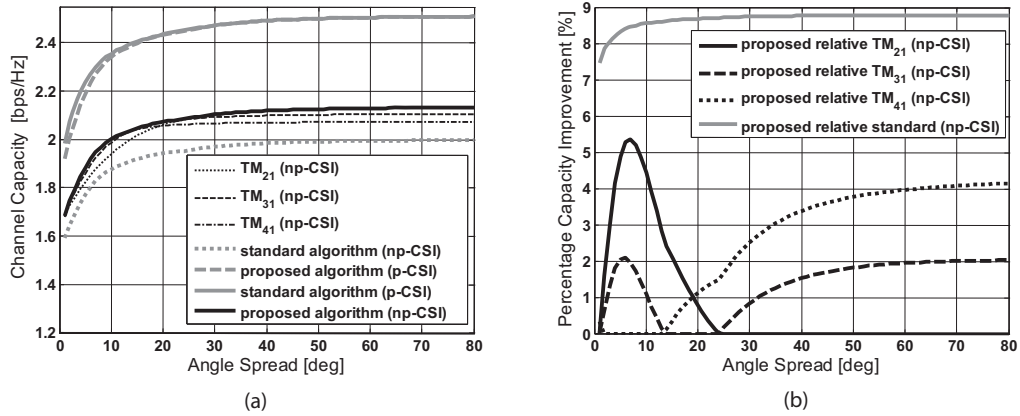 2.4
2.2
2
1.8
1.6
1.4
1.2
Channel Capacity [bps/Hz]
TM21 (np-CSI)
TM31 (np-CSI)
TM41 (np-CSI)
standard algorithm (np-CSI)
proposed algorithm (p-CSI)
standard algorithm (p-CSI)
proposed algorithm (np-CSI)
0 10 20 30 40 50 60 70 80
Angle Spread [deg]
(a)
9
8
7
6
5
4
3
2
1
0
Percentage Capacity Improvement [%]
proposed relative TM21 (np-CSI)
proposed relative TM31 (np-CSI)
proposed relative TM41 (np-CSI)
proposed relative standard (np-CSI)
0 10 20 30 40 50 60 70 80
Angle Spread [deg]
(b)